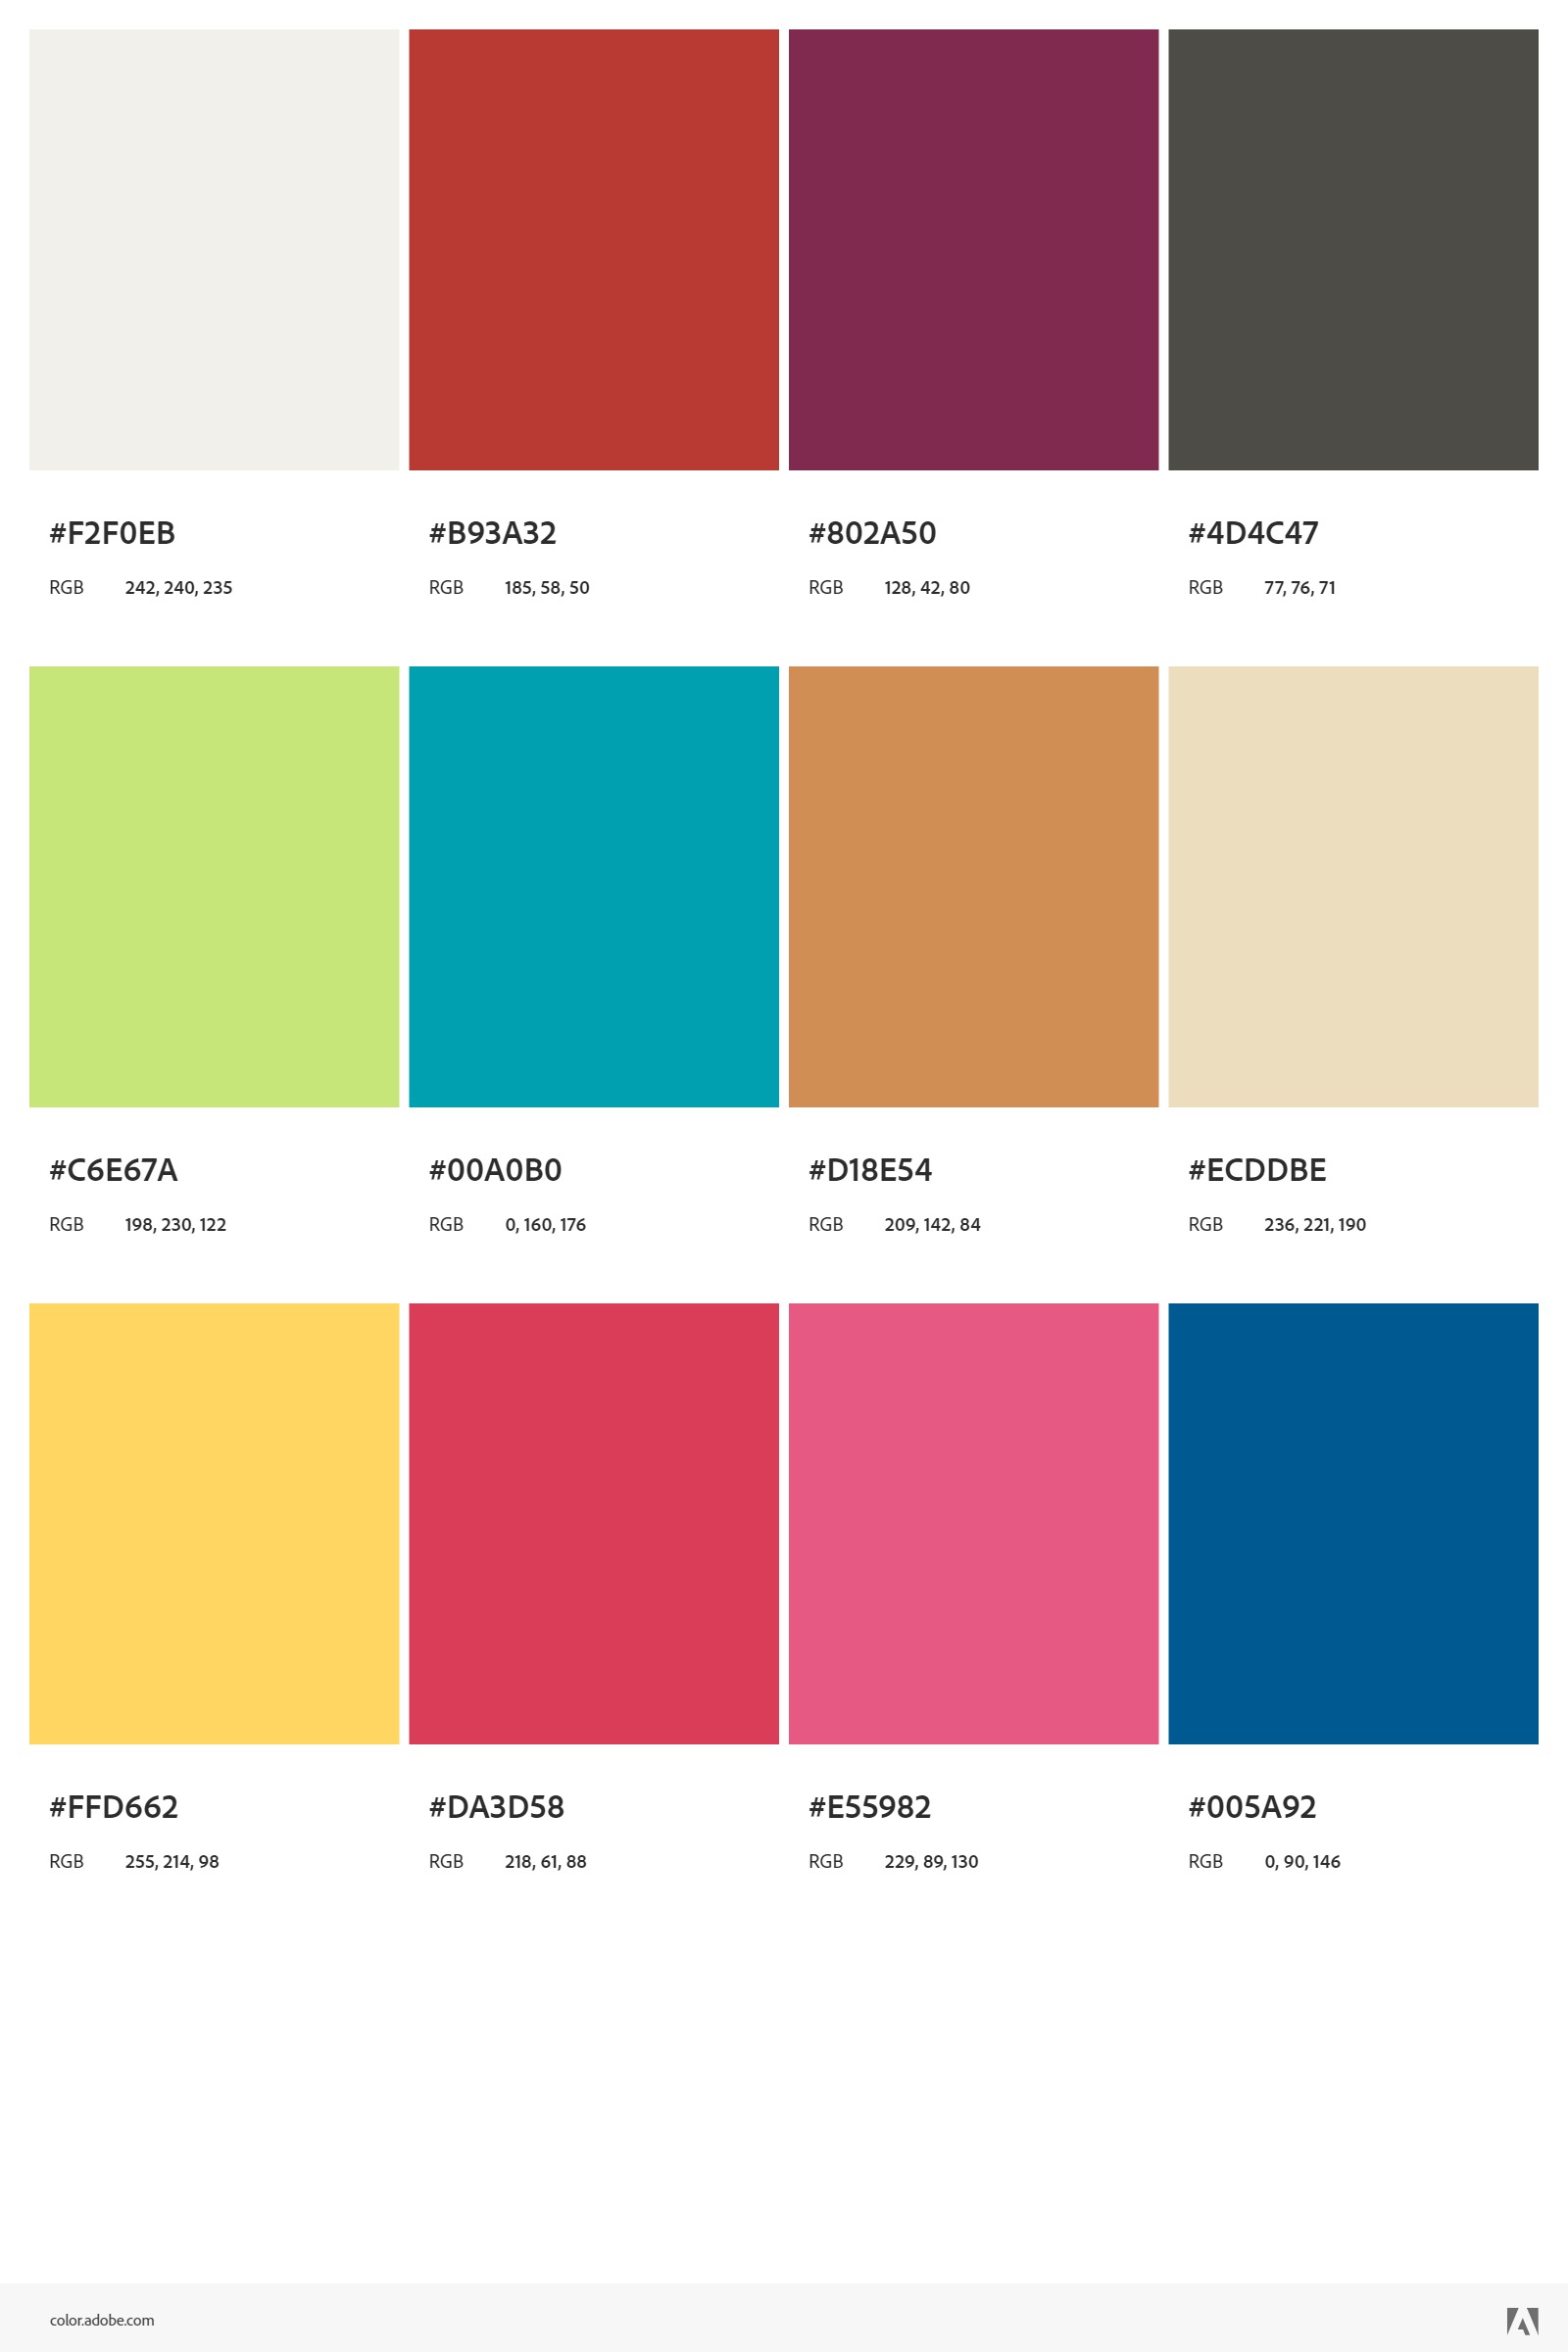 #F2F0EB #B93A32 #802A50 #4D4C47
RGB 242, 240, 235 RGB 185, 58, 50 RGB 128, 42, 80 RGB 77, 76, 71
#C6E67A #00A0B0 #D18E54 #ECDDBE
RGB 198, 230, 122 RGB 0, 160, 176 RGB 209, 142, 84 RGB 236, 221, 190
#FFD662 #DA3D58 #E55982 #005A92
RGB 255, 214, 98 RGB 218, 61, 88 RGB 229, 89, 130 RGB 0, 90, 146
color.adobe.com